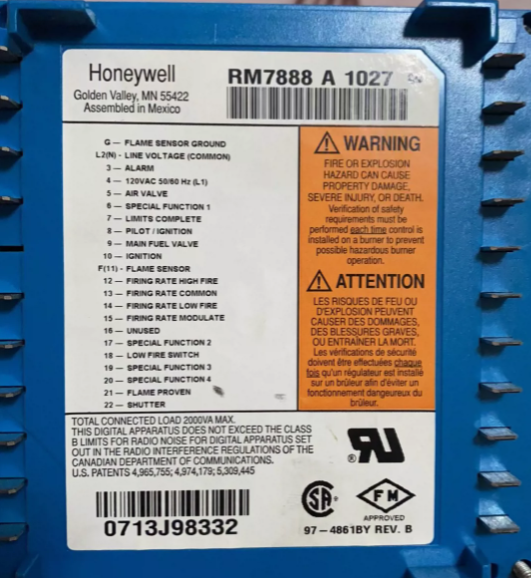 Honeywell
Golden Valley, MN 55422
Assembled in Mexico
RM7888 A 1027
G — FLAME SENSOR GROUND
L2(N) - LINE VOLTAGE (COMMON)
3 — ALARM
4 — 120VAC 50/60 Hz (L1)
5 — AIR VALVE
6 — SPECIAL FUNCTION 1
7 — LIMITS COMPLETE
8 — PILOT / IGNITION
9 — MAIN FUEL VALVE
10 — IGNITION
F(11) - FLAME SENSOR
12 — FIRING RATE HIGH FIRE
13 — FIRING RATE COMMON
14 — FIRING RATE LOW FIRE
15 — FIRING RATE MODULATE
16 — UNUSED
17 — SPECIAL FUNCTION 2
18 — LOW FIRE SWITCH
19 — SPECIAL FUNCTION 3
20 — SPECIAL FUNCTION 4
21 — FLAME PROVEN
22 — SHUTTER
WARNING
FIRE OR EXPLOSION
HAZARD CAN CAUSE
PROPERTY DAMAGE,
SEVERE INJURY, OR DEATH.
Verification of safety
requirements must be
performed each time control is
installed on a burner to prevent
possible hazardous burner
operation.
ATTENTION
LES RISQUES DE FEU OU
D'EXPLOSION PEUVENT
CAUSER DES DOMMAGES,
DES BLESSURES GRAVES,
OU ENTRAÎNER LA MORT.
Les vérifications de sécurité
doivent être effectuées chaque
fois qu'un régulateur est installé
sur un brûleur afin d'éviter un
fonctionnement dangeureux du
brûleur.
TOTAL CONNECTED LOAD 2000VA MAX.
THIS DIGITAL APPARATUS DOES NOT EXCEED THE CLASS
B LIMITS FOR RADIO NOISE FOR DIGITAL APPARATUS SET
OUT IN THE RADIO INTERFERENCE REGULATIONS OF THE
CANADIAN DEPARTMENT OF COMMUNICATIONS.
U.S. PATENTS 4,965,755; 4,974,179; 5,309,445
0713J98332
RU
®
SA
®
FM
APPROVED
97-4861BY REV. B